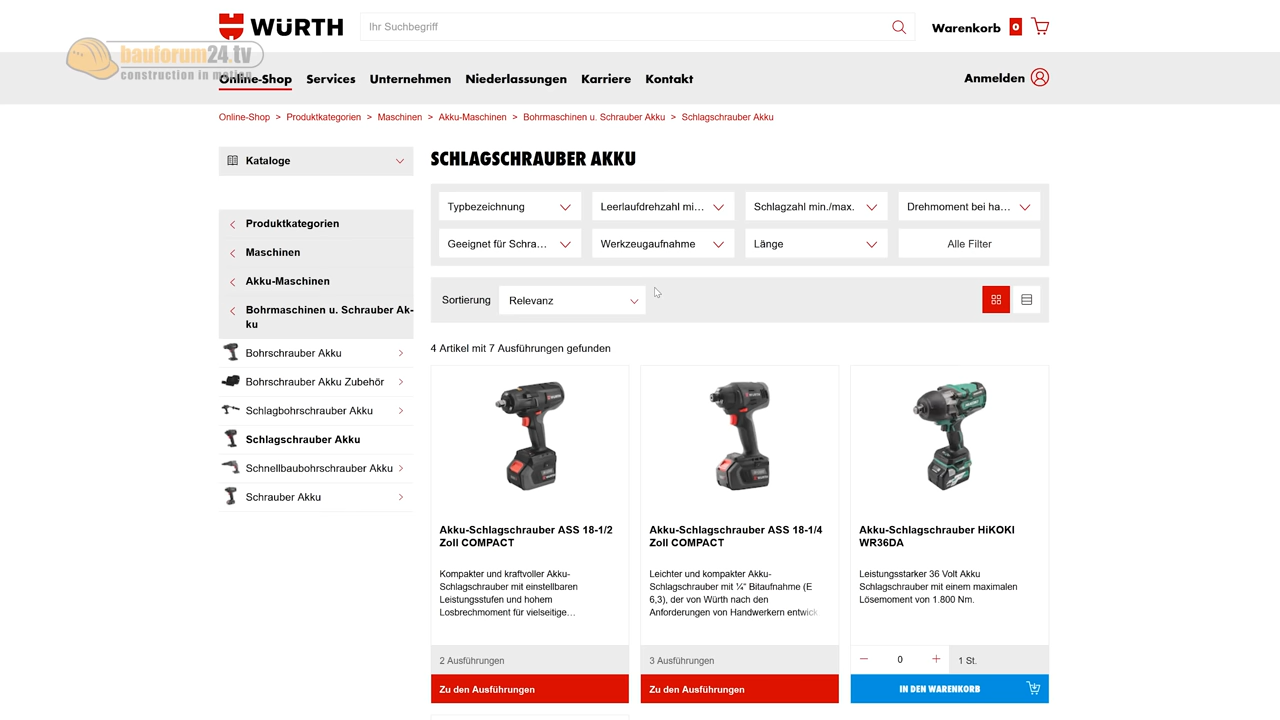 WÜRTH
Ihr Suchbegriff
Warenkorb 0
bauforum24.tv
construction in motion
Online-Shop Services Unternehmen Niederlassungen Karriere Kontakt
Anmelden
Online-Shop > Produktkategorien > Maschinen > Akku-Maschinen > Bohrmaschinen u. Schrauber Akku > Schlagschrauber Akku
Kataloge
Produktkategorien
Maschinen
Akku-Maschinen
Bohrmaschinen u. Schrauber Ak-
ku
Bohrschrauber Akku
Bohrschrauber Akku Zubehör
Schlagbohrschrauber Akku
Schlagschrauber Akku
Schnellbaubohrschrauber Akku
Schrauber Akku
SCHLAGSCHRAUBER AKKU
Typbezeichnung
Leerlaufdrehzahl mi...
Schlagzahl min./max.
Drehmoment bei ha...
Geeignet für Schra...
Werkzeugaufnahme
Länge
Alle Filter
Sortierung
Relevanz
4 Artikel mit 7 Ausführungen gefunden
Akku-Schlagschrauber ASS 18-1/2
Zoll COMPACT
Kompakter und kraftvoller Akku-
Schlagschrauber mit einstellbaren
Leistungsstufen und hohem
Losbrechmoment für vielseitige...
2 Ausführungen
Zu den Ausführungen
Akku-Schlagschrauber ASS 18-1/4
Zoll COMPACT
Leichter und kompakter Akku-
Schlagschrauber mit ¼“ Bitaufnahme (E
6,3), der von Würth nach den
Anforderungen von Handwerkern entwick
3 Ausführungen
Zu den Ausführungen
Akku-Schlagschrauber HiKOKI
WR36DA
Leistungsstarker 36 Volt Akku
Schlagschrauber mit einem maximalen
Lösemoment von 1.800 Nm.
0
1 St.
IN DEN WARENKORB